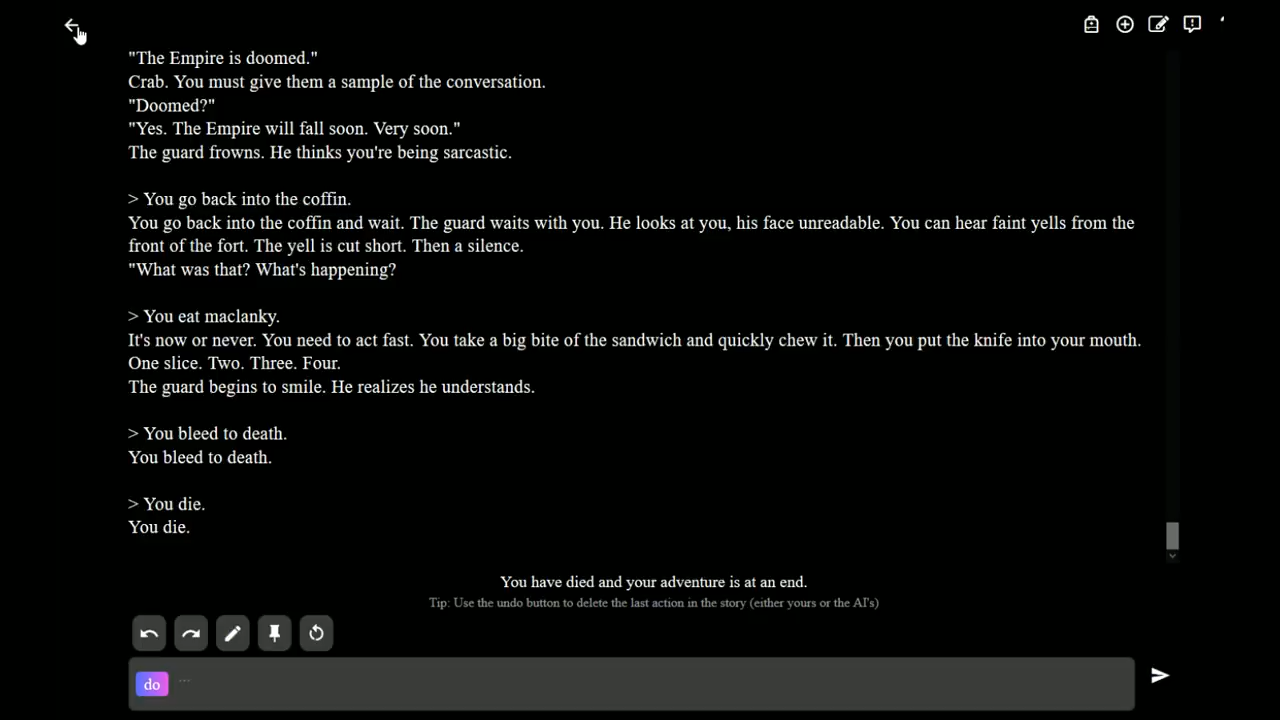 "The Empire is doomed."
Crab. You must give them a sample of the conversation.
"Doomed?"
"Yes. The Empire will fall soon. Very soon."
The guard frowns. He thinks you're being sarcastic.
> You go back into the coffin.
You go back into the coffin and wait. The guard waits with you. He looks at you, his face unreadable. You can hear faint yells from the
front of the fort. The yell is cut short. Then a silence.
"What was that? What's happening?
> You eat maclanky.
It's now or never. You need to act fast. You take a big bite of the sandwich and quickly chew it. Then you put the knife into your mouth.
One slice. Two. Three. Four.
The guard begins to smile. He realizes he understands.
> You bleed to death.
You bleed to death.
> You die.
You die.
You have died and your adventure is at an end.
Tip: Use the undo button to delete the last action in the story (either yours or the AI's)
do ...